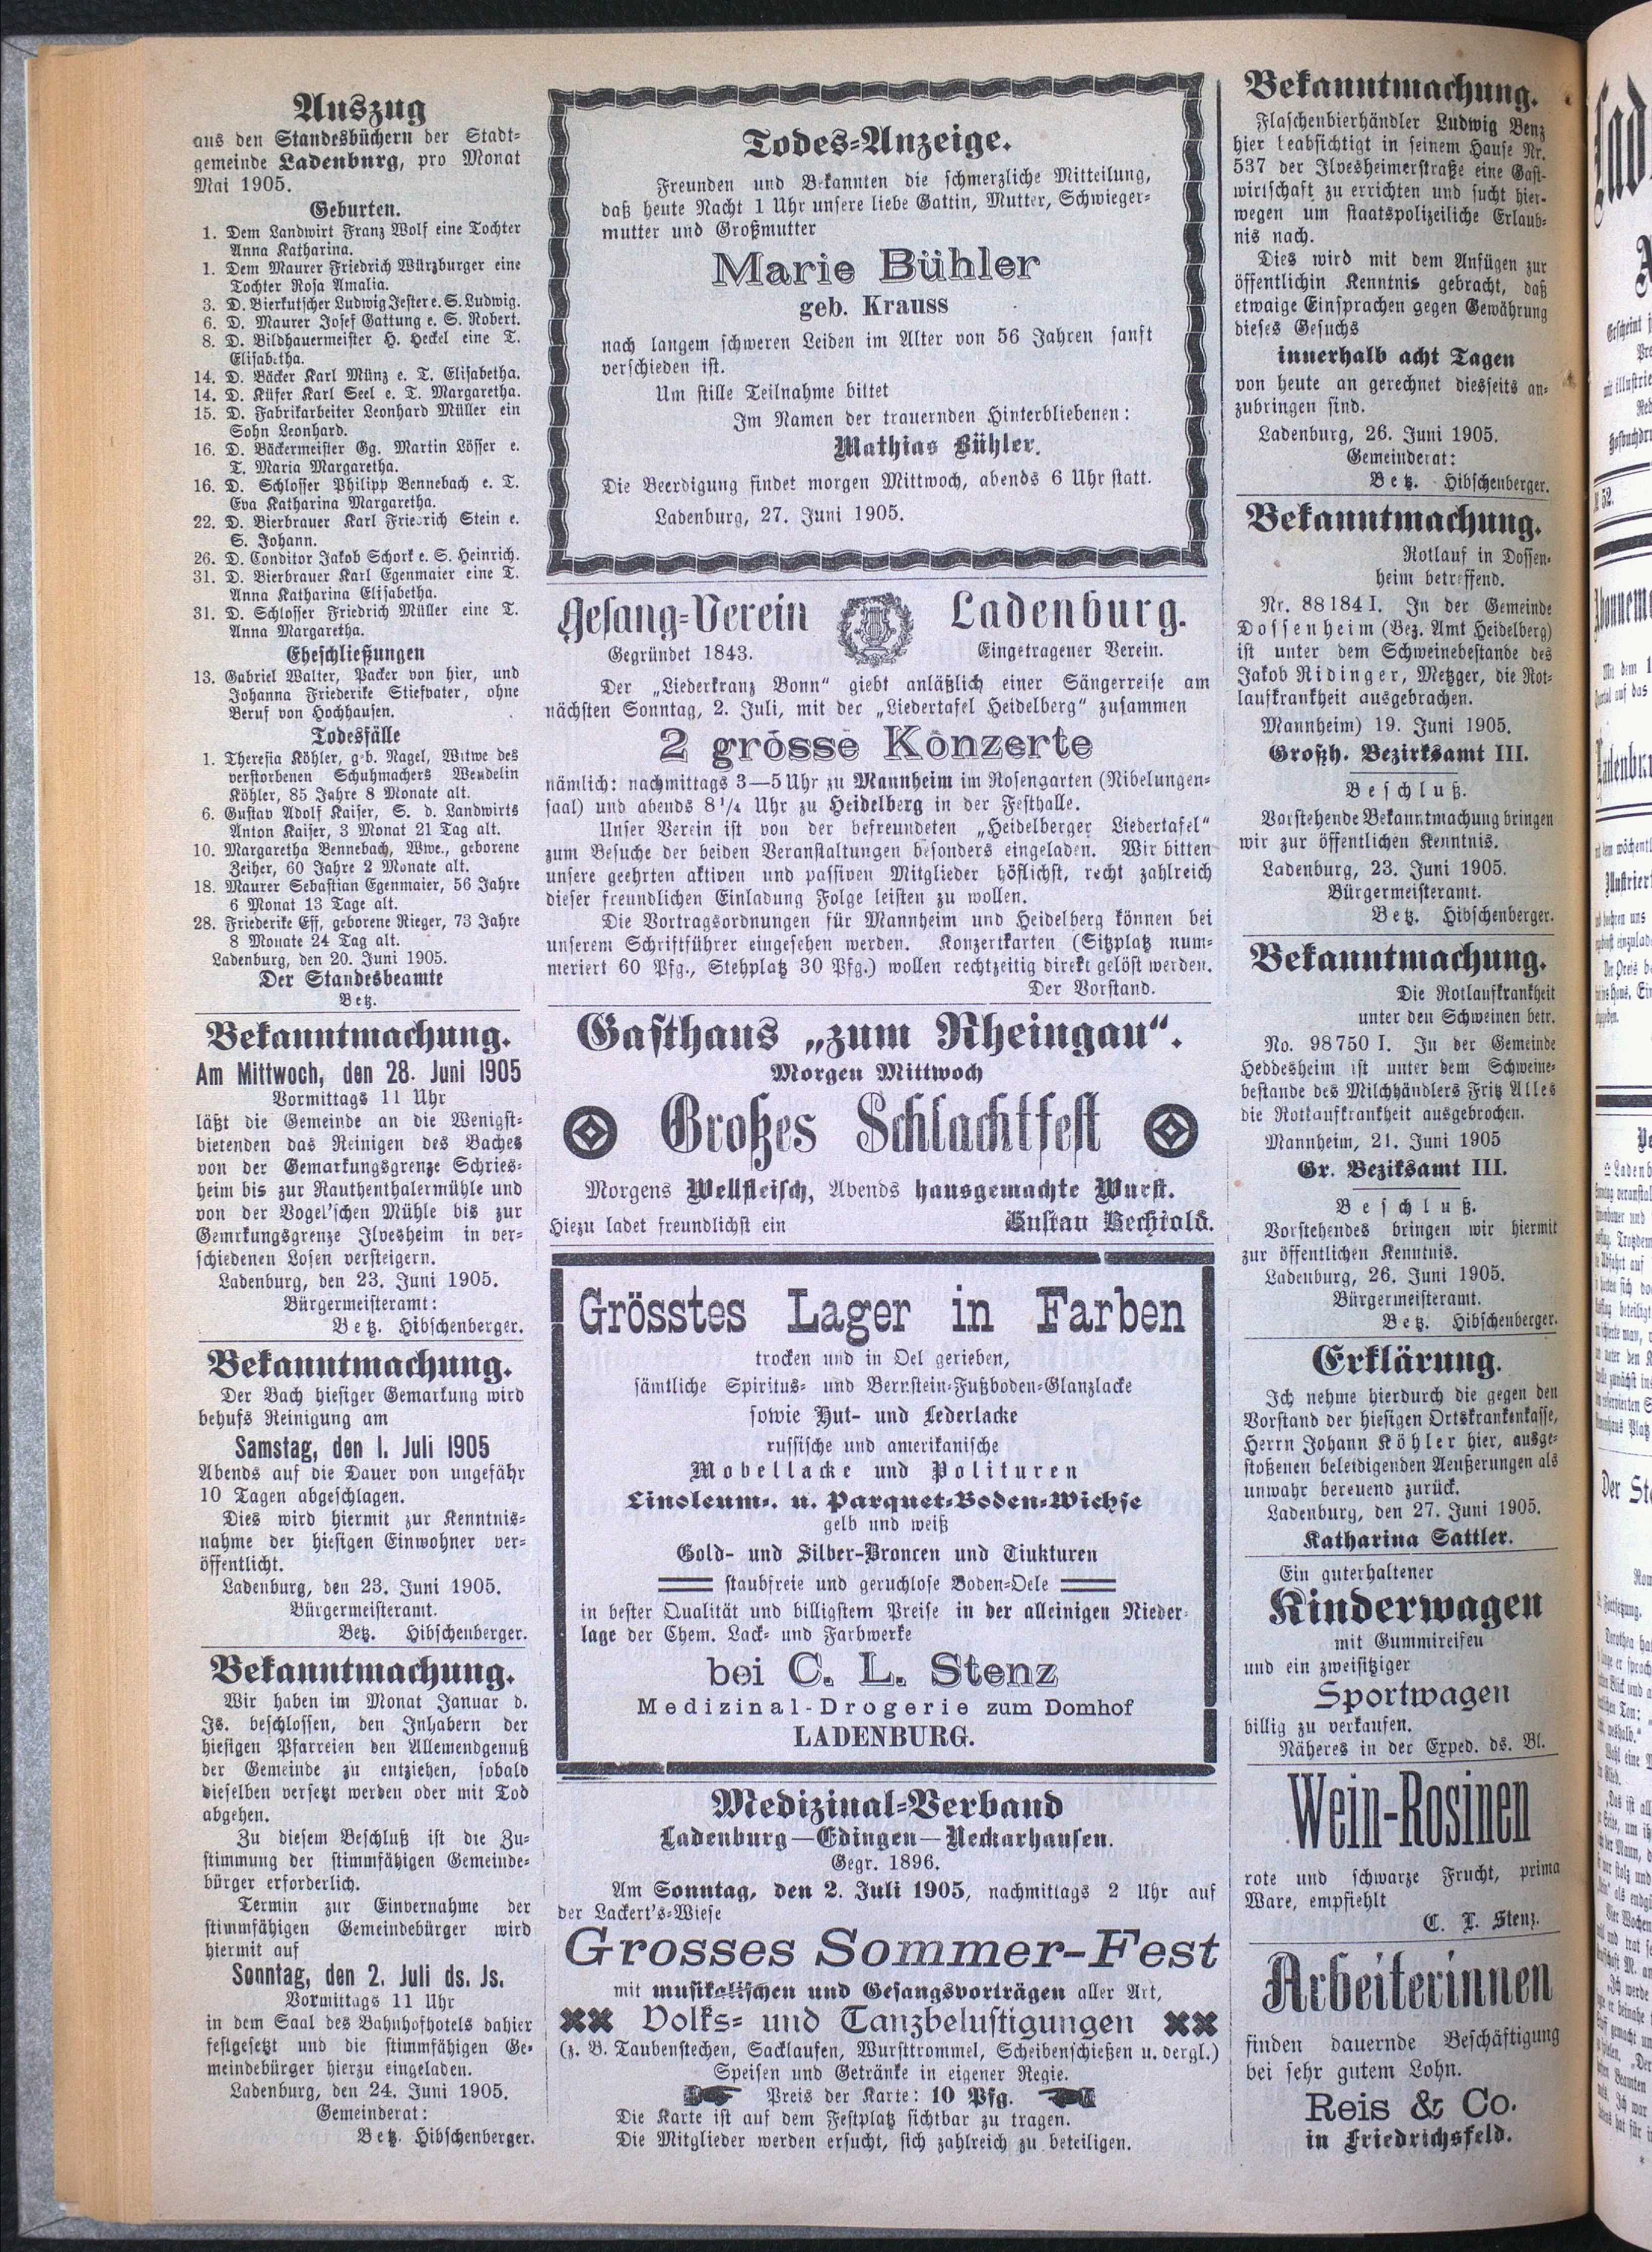 Auszug
aus den Standesbüchern der Stadt-
gemeinde Ladenburg, pro Monat
Mai 1905.
Geburten.
1. Dem Landwirt Franz Wolf eine Tochter
Anna Katharina.
1. Dem Maurer Friedrich Würzburger eine
Tochter Rosa Amalia.
3. D. Bierkutscher Ludwig Jester e. S. Ludwig.
6. D. Maurer Josef Gattung e. S. Robert.
8. D. Bildhauermeister H. Heckel eine T.
Elisabetha.
14. D. Bäcker Karl Münz e. T. Elisabetha.
14. D. Küfer Karl Seel e. T. Margaretha.
15. D. Fabrikarbeiter Leonhard Müller ein
Sohn Leonhard.
16. D. Bäckermeister Gg. Martin Lösser e.
T. Maria Margaretha.
16. D. Schlosser Philipp Bennebach e. T.
Eva Katharina Margaretha.
22. D. Bierbrauer Karl Friedrich Stein e.
S. Johann.
26. D. Conditor Jakob Schork e. S. Heinrich.
31. D. Bierbrauer Karl Egenmaier eine T.
Anna Katharina Elisabetha.
31. D. Schlosser Friedrich Müller eine T.
Anna Margaretha.
Eheschließungen
13. Gabriel Walter, Packer von hier, und
Johanna Friederike Stiefvater, ohne
Beruf von Hochhausen.
Todesfälle
1. Theresia Köhler, geb. Nagel, Witwe des
verstorbenen Schuhmachers Wendelin
Köhler, 85 Jahre 8 Monate alt.
6. Gustav Adolf Kaiser, S. d. Landwirts
Anton Kaiser, 3 Monat 21 Tag alt.
10. Margaretha Bennebach, Wwe., geborene
Zeiher, 60 Jahre 2 Monate alt.
18. Maurer Sebastian Egenmaier, 56 Jahre
6 Monat 13 Tage alt.
28. Friederike Eff, geborene Rieger, 73 Jahre
8 Monate 24 Tag alt.
Ladenburg, den 20. Juni 1905.
Der Standesbeamte
Betz.
Bekanntmachung.
Am Mittwoch, den 28. Juni 1905
Vormittags 11 Uhr
läßt die Gemeinde an die Wenigst-
bietenden das Reinigen des Baches
von der Gemarkungsgrenze Schries-
heim bis zur Rauthenthalermühle und
von der Vogel'schen Mühle bis zur
Gemrkungsgrenze Ilvesheim in ver-
schiedenen Losen versteigern.
Ladenburg, den 23. Juni 1905.
Bürgermeisteramt:
Betz. Hibschenberger.
Bekanntmachung.
Der Bach hiesiger Gemarkung wird
behufs Reinigung am
Samstag, den 1. Juli 1905
Abends auf die Dauer von ungefähr
10 Tagen abgeschlagen.
Dies wird hiermit zur Kenntnis-
nahme der hiesigen Einwohner ver-
öffentlicht.
Ladenburg, den 23. Juni 1905.
Bürgermeisteramt.
Betz. Hibschenberger.
Bekanntmachung.
Wir haben im Monat Januar d.
Js. beschlossen, den Inhabern der
hiesigen Pfarreien den Allemendgenuß
der Gemeinde zu entziehen, sobald
dieselben versetzt werden oder mit Tod
abgehen.
Zu diesem Beschluß ist die Zu-
stimmung der stimmfähigen Gemeinde-
bürger erforderlich.
Termin zur Einvernahme der
stimmfähigen Gemeindebürger wird
hiermit auf
Sonntag, den 2. Juli ds. Js.
Vormittags 11 Uhr
in dem Saal des Bahnhofhotels dahier
festgesetzt und die stimmfähigen Ge-
meindebürger hierzu eingeladen.
Ladenburg, den 24. Juni 1905.
Gemeinderat:
Betz. Hibschenberger.
Todes-Anzeige.
Freunden und Bekannten die schmerzliche Mitteilung,
daß heute Nacht 1 Uhr unsere liebe Gattin, Mutter, Schwieger-
mutter und Großmutter
Marie Bühler
geb. Krauss
nach langem schweren Leiden im Alter von 56 Jahren sanft
verschieden ist.
Um stille Teilnahme bittet
Im Namen der trauernden Hinterbliebenen:
Mathias Bühler.
Die Beerdigung findet morgen Mittwoch, abends 6 Uhr statt.
Ladenburg, 27. Juni 1905.
Gesang-Verein Ladenburg.
Gegründet 1843. Eingetragener Verein.
Der „Liederkranz Bonn" giebt anläßlich einer Sängerreise am
nächsten Sonntag, 2. Juli, mit der „Liedertafel Heidelberg" zusammen
2 grosse Konzerte
nämlich: nachmittags 3—5 Uhr zu Mannheim im Rosengarten (Nibelungen-
saal) und abends 8 1/4 Uhr zu Heidelberg in der Festhalle.
Unser Verein ist von der befreundeten „Heidelberger Liedertafel"
zum Besuche der beiden Veranstaltungen besonders eingeladen. Wir bitten
unsere geehrten aktiven und passiven Mitglieder höflichst, recht zahlreich
dieser freundlichen Einladung Folge leisten zu wollen.
Die Vortragsordnungen für Mannheim und Heidelberg können bei
unserem Schriftführer eingesehen werden. Konzertkarten (Sitzplatz num-
meriert 60 Pfg., Stehplatz 30 Pfg.) wollen rechtzeitig direkt gelöst werden.
Der Vorstand.
Gasthaus „zum Rheingau".
Morgen Mittwoch
Großes Schlachtfest
Morgens Wellfleisch, Abends hausgemachte Wurst.
Hiezu ladet freundlichst ein Gustav Bechtold.
Grösstes Lager in Farben
trocken und in Oel gerieben,
sämtliche Spiritus- und Bernstein-Fußboden-Glanzlacke
sowie Hut- und Lederlacke
russische und amerikanische
Mobellacke und Polituren
Linoleum-. u. Parquet-Boden-Wichse
gelb und weiß
Gold- und Silber-Broncen und Tinkturen
staubfreie und geruchlose Boden-Oele
in bester Qualität und billigstem Preise in der alleinigen Nieder-
lage der Chem. Lack- und Farbwerke
bei C. L. Stenz
Medizinal-Drogerie zum Domhof
LADENBURG.
Medizinal-Verband
Ladenburg—Edingen—Neckarhausen.
Gegr. 1896.
Am Sonntag, den 2. Juli 1905, nachmittags 2 Uhr auf
der Lackert's-Wiese
Grosses Sommer-Fest
mit musikalischen und Gesangsvorträgen aller Art,
Volks- und Tanzbelustigungen
(z. B. Taubenstechen, Sacklaufen, Wursttrommel, Scheibenschießen u. dergl.)
Speisen und Getränke in eigener Regie.
Preis der Karte: 10 Pfg.
Die Karte ist auf dem Festplatz sichtbar zu tragen.
Die Mitglieder werden ersucht, sich zahlreich zu beteiligen.
Bekanntmachung.
Flaschenbierhändler Ludwig Benz
hier beabsichtigt in seinem Hause Nr.
537 der Ilvesheimerstraße eine Gast-
wirtschaft zu errichten und sucht hier-
wegen um staatspolizeiliche Erlaub-
nis nach.
Dies wird mit dem Anfügen zur
öffentlichin Kenntnis gebracht, daß
etwaige Einsprachen gegen Gewährung
dieses Gesuchs
innerhalb acht Tagen
von heute an gerechnet diesseits an-
zubringen sind.
Ladenburg, 26. Juni 1905.
Gemeinderat:
Betz. Hibschenberger.
Bekanntmachung.
Rotlauf in Dossen-
heim betreffend.
Nr. 88184 I. In der Gemeinde
Dossenheim (Bez. Amt Heidelberg)
ist unter dem Schweinebestande des
Jakob Ridinger, Metzger, die Rot-
laufkrankheit ausgebrachen.
Mannheim) 19. Juni 1905.
Großh. Bezirksamt III.
Beschluß.
Vorstehende Bekanntmachung bringen
wir zur öffentlichen Kenntnis.
Ladenburg, 23. Juni 1905.
Bürgermeisteramt.
Betz. Hibschenberger.
Bekanntmachung.
Die Rotlaufkrankheit
unter den Schweinen betr.
No. 98750 I. In der Gemeinde
Heddesheim ist unter dem Schweine-
bestande des Milchhändlers Fritz Alles
die Rotlaufkrankheit ausgebrochen.
Mannheim, 21. Juni 1905
Gr. Beziksamt III.
Beschluß.
Vorstehendes bringen wir hiermit
zur öffentlichen Kenntnis.
Ladenburg, 26. Juni 1905.
Bürgermeisteramt.
Betz. Hibschenberger.
Erklärung.
Ich nehme hierdurch die gegen den
Vorstand der hiesigen Ortskrankenkasse,
Herrn Johann Köhler hier, ausge-
stoßenen beleidigenden Aeußerungen als
unwahr bereuend zurück.
Ladenburg, den 27. Juni 1905.
Katharina Sattler.
Ein guterhaltener
Kinderwagen
mit Gummireifen
und ein zweisitziger
Sportwagen
billig zu verkaufen.
Näheres in der Exped. ds. Bl.
Wein-Rosinen
rote und schwarze Frucht, prima
Ware, empfiehlt
C. L. Stenz.
Arbeiterinnen
finden dauernde Beschäftigung
bei sehr gutem Lohn.
Reis & Co.
in Friedrichsfeld.